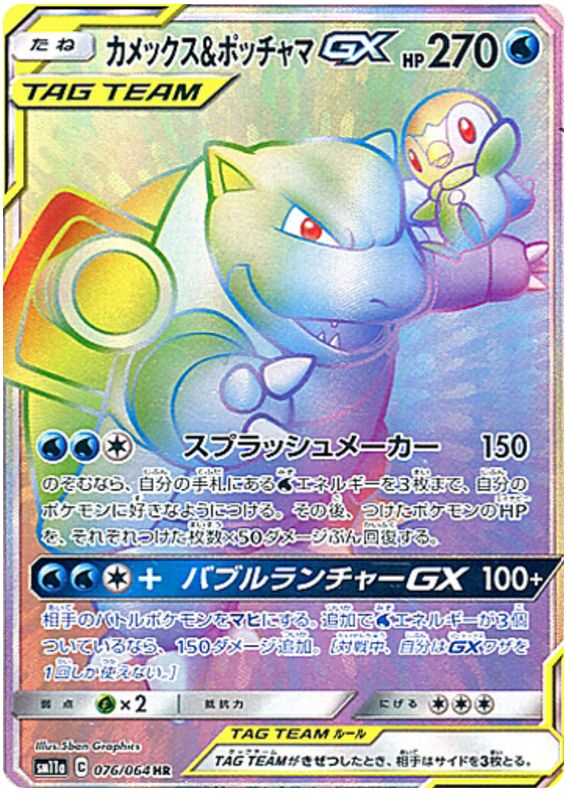 たね カメックス&ポッチャマGX HP270
TAG TEAM
スプラッシュメーカー 150
のぞむなら、自分の手札にあるエネルギーを3枚まで、自分の
ポケモンに好きなようにつける。その後、つけたポケモンのHP
を、それぞれつけた枚数×50ダメージぶん回復する。
+ バブルランチャーGX 100+
相手のバトルポケモンをマヒにする。追加でエネルギーが3個
ついているなら、150ダメージ追加。[対戦中、自分はGXワザを
1回しか使えない。]
弱点 ×2 抵抗力 にげる
Illus.5ban Graphics
TAG TEAM ルール
sm11a C 076/064 HR
TAG TEAMがきぜつしたとき、相手はサイドを3枚とる。